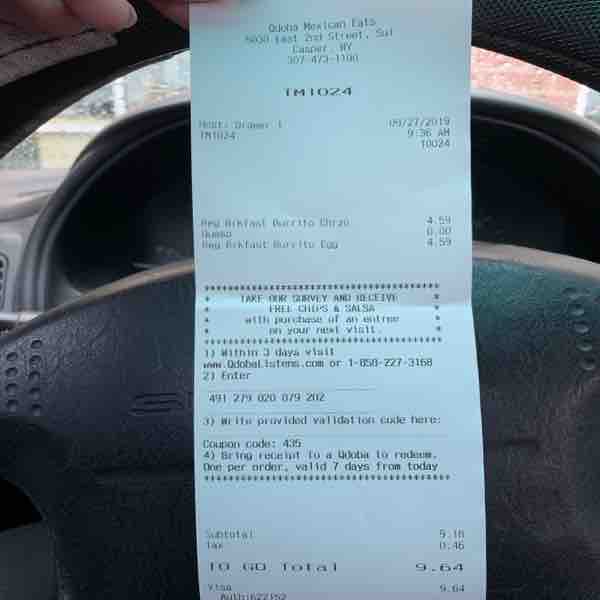 Qdoba Mexican Eats
5030 East 2nd Street, Sui
Casper, WY
307-473-1100
TM1024
Host: Drawer 1 09/27/2019
TM1024 9:36 AM
10024
Reg Brkfast Burrito Chrzo 4.59
Queso 0.00
Reg Brkfast Burrito Egg 4.59
****************************************
* TAKE OUR SURVEY AND RECEIVE *
* FREE CHIPS & SALSA *
* with purchase of an entree *
* on your next visit. *
****************************************
1) Within 3 days visit
www.QdobaListens.com or 1-858-227-3168
2) Enter
491 279 020 079 202
3) Write provided validation code here:
Coupon code: 435
4) Bring receipt to a Qdoba to redeem.
One per order, valid 7 days from today
****************************************
Subtotal 9.18
Tax 0.46
TO GO Total 9.64
Visa 9.64
Auth:622152